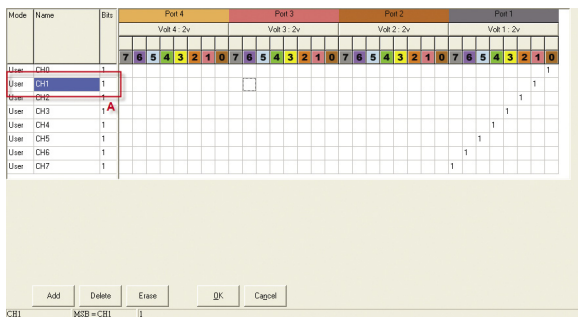 Mode Name Bits Port 4 Port 3 Port 2 Port 1
Volt 4 : 2v Volt 3 : 2v Volt 2 : 2v Volt 1 : 2v
7 6 5 4 3 2 1 0 7 6 5 4 3 2 1 0 7 6 5 4 3 2 1 0 7 6 5 4 3 2 1 0
User CH0 1 1
User CH1 1 1
User CH2 1 1
A
User CH3 1 1
User CH4 1 1
User CH5 1 1
User CH6 1 1
User CH7 1 1
Add Delete Erase OK Cancel
CH1 MSB = CH1 1